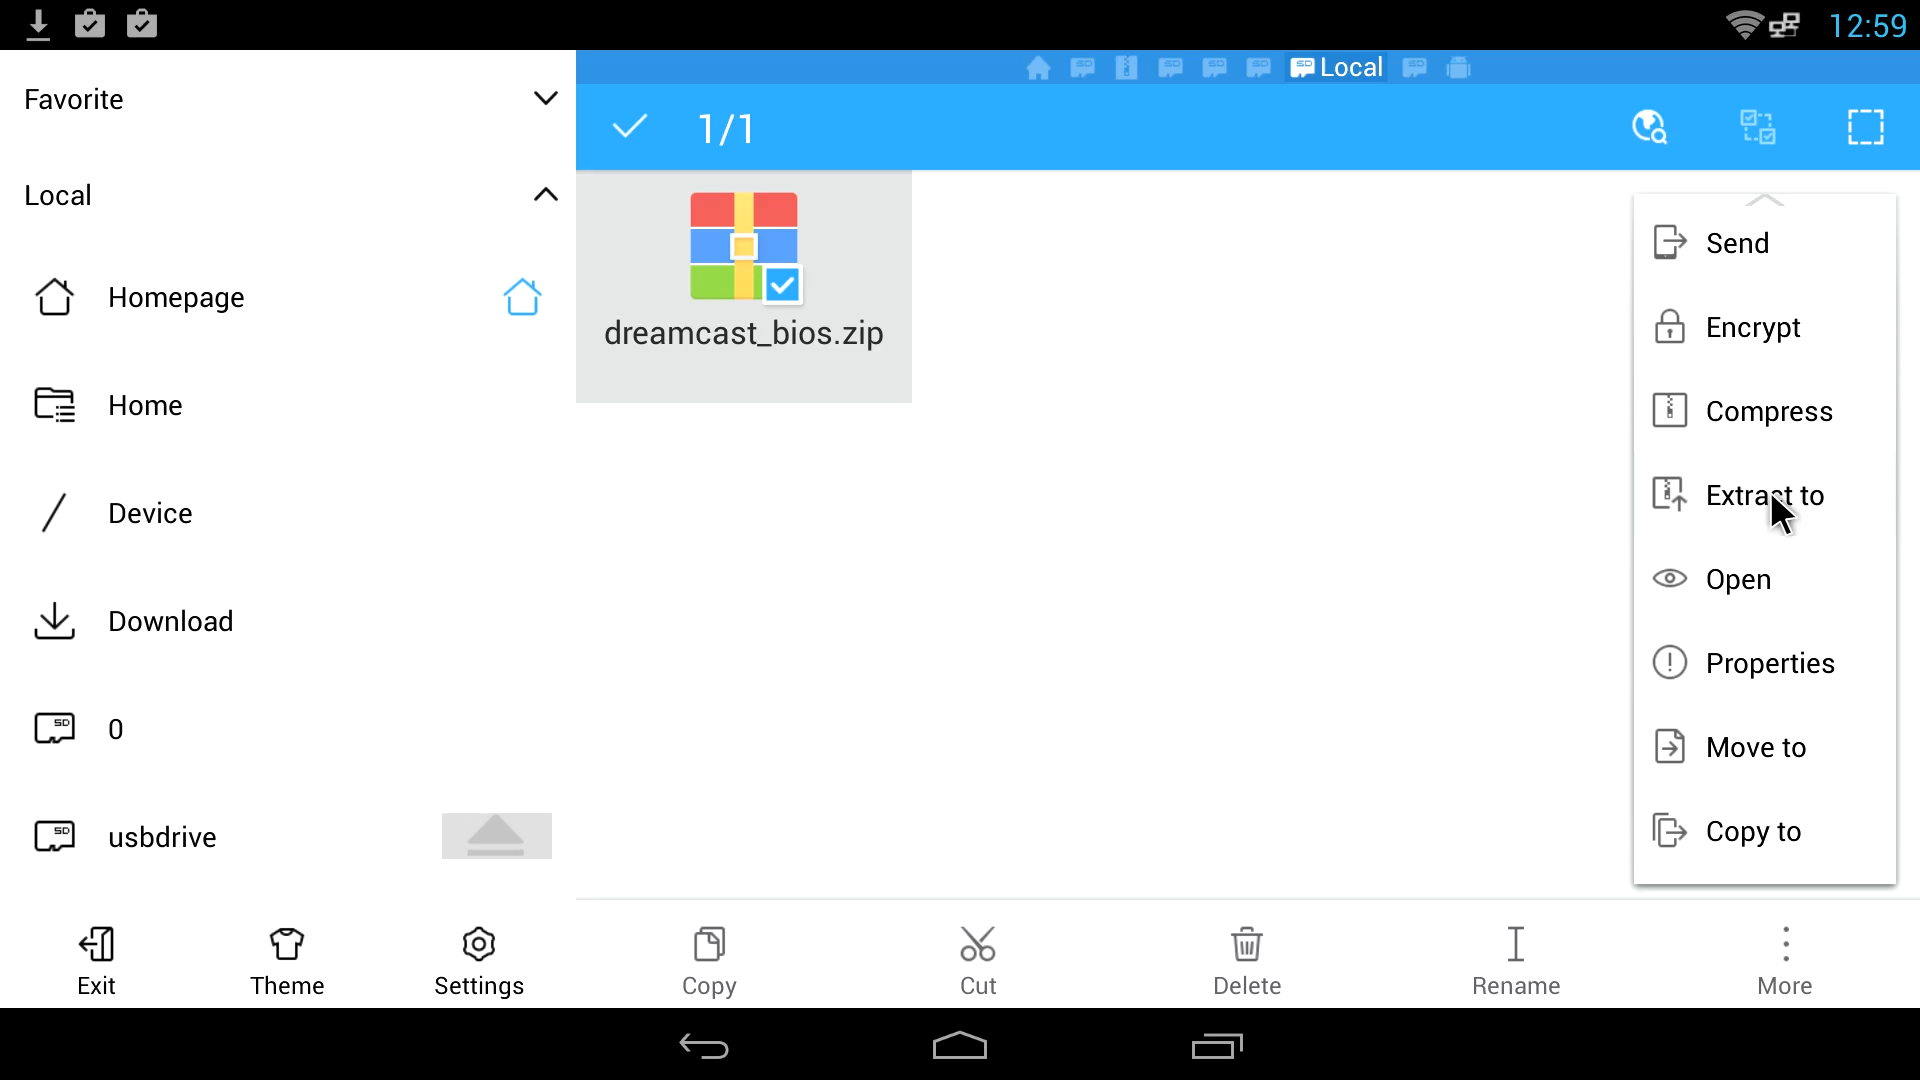 12:59
Favorite
Local
Homepage
Home
Device
Download
0
usbdrive
Exit
Theme
Settings
Local
1/1
dreamcast_bios.zip
Send
Encrypt
Compress
Extract to
Open
Properties
Move to
Copy to
Copy
Cut
Delete
Rename
More